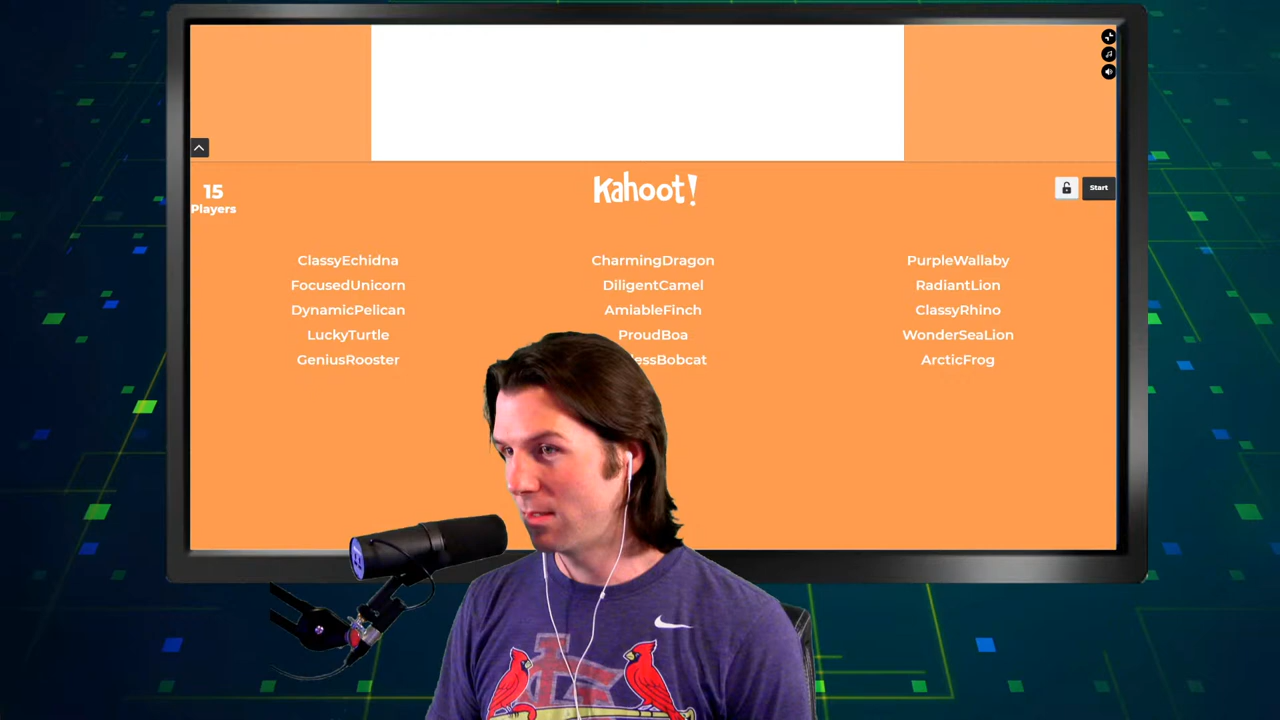 15
Players
Kahoot!
Start
ClassyEchidna
CharmingDragon
PurpleWallaby
FocusedUnicorn
DiligentCamel
RadiantLion
DynamicPelican
AmiableFinch
ClassyRhino
LuckyTurtle
ProudBoa
WonderSeaLion
GeniusRooster
ArcticFrog